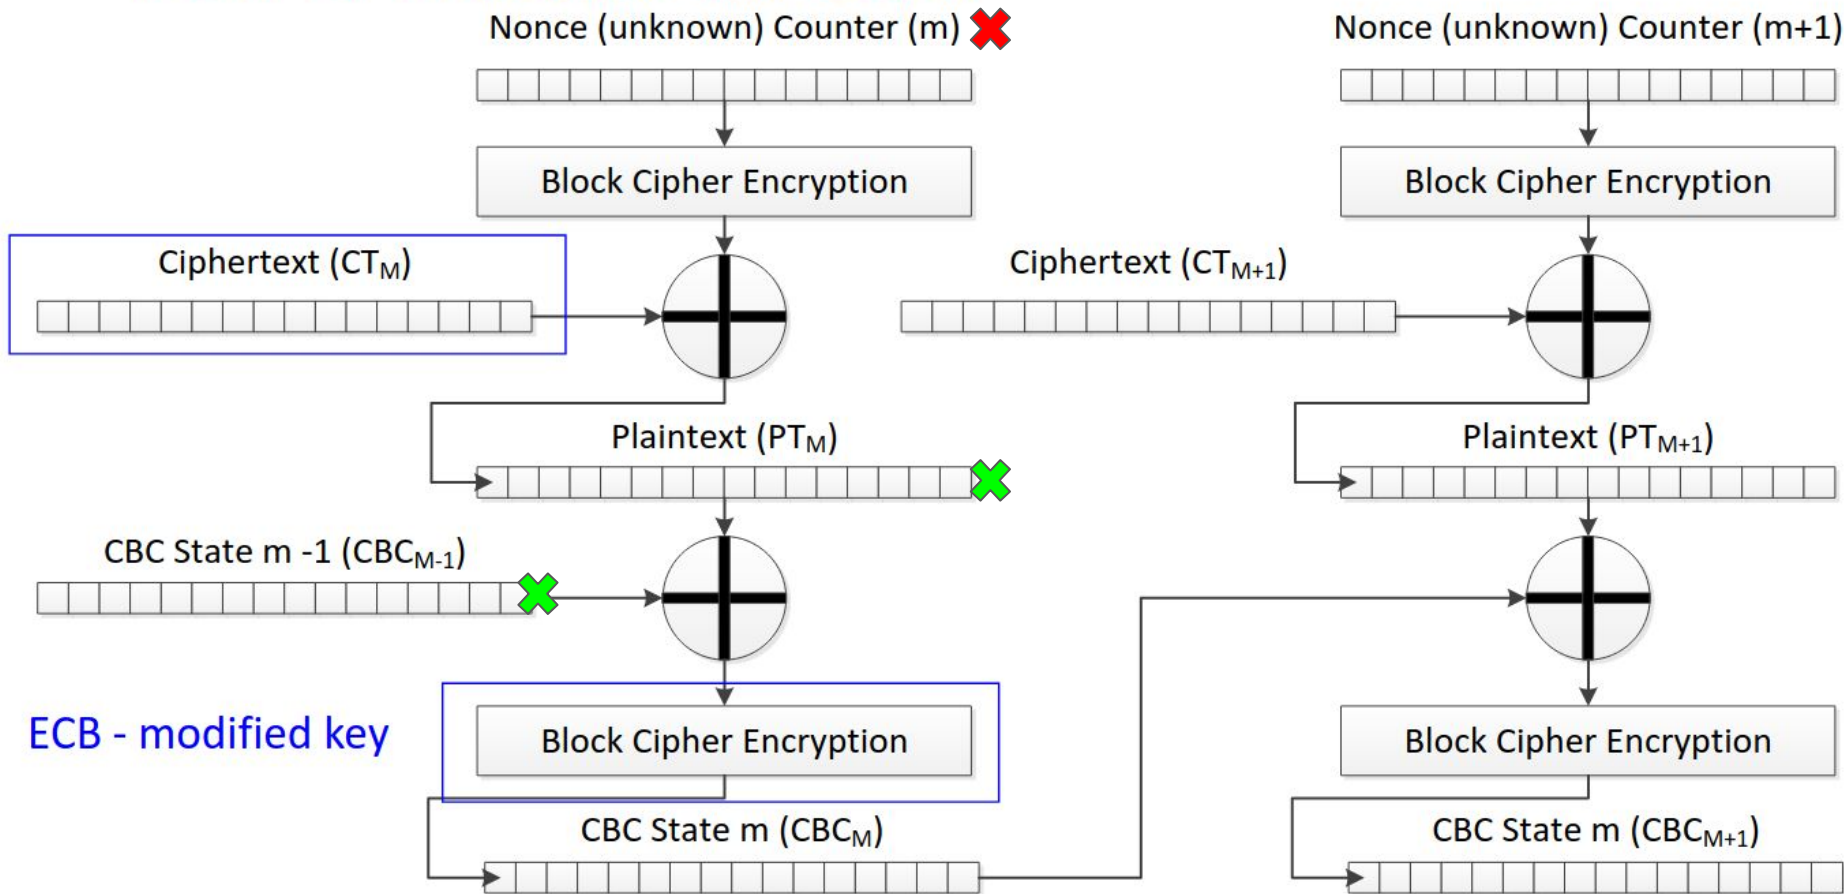 Nonce (unknown) Counter (m)
Nonce (unknown) Counter (m+1)
Block Cipher Encryption
Block Cipher Encryption
Ciphertext (CTM)
Ciphertext (CTM+1)
Plaintext (PTM)
Plaintext (PTM+1)
CBC State m -1 (CBCM-1)
ECB - modified key
Block Cipher Encryption
Block Cipher Encryption
CBC State m (CBCM)
CBC State m (CBCM+1)